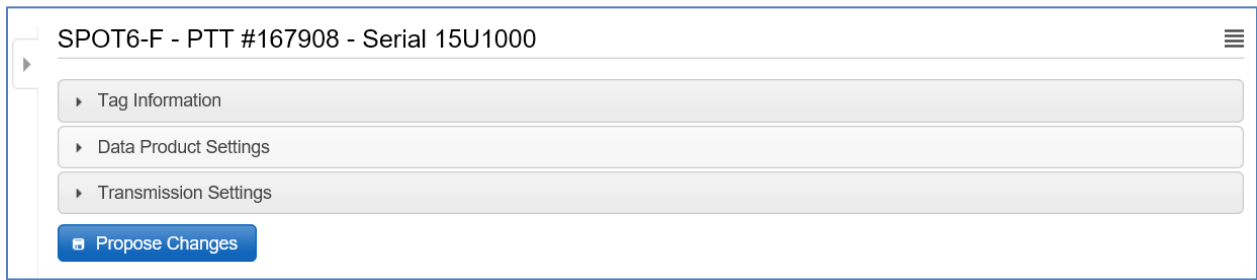 SPOT6-F - PTT #167908 - Serial 15U1000
Tag Information
Data Product Settings
Transmission Settings
Propose Changes